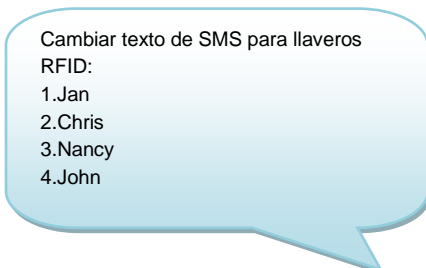 Cambiar texto de SMS para llaveros
RFID:
1.Jan
2.Chris
3.Nancy
4.John